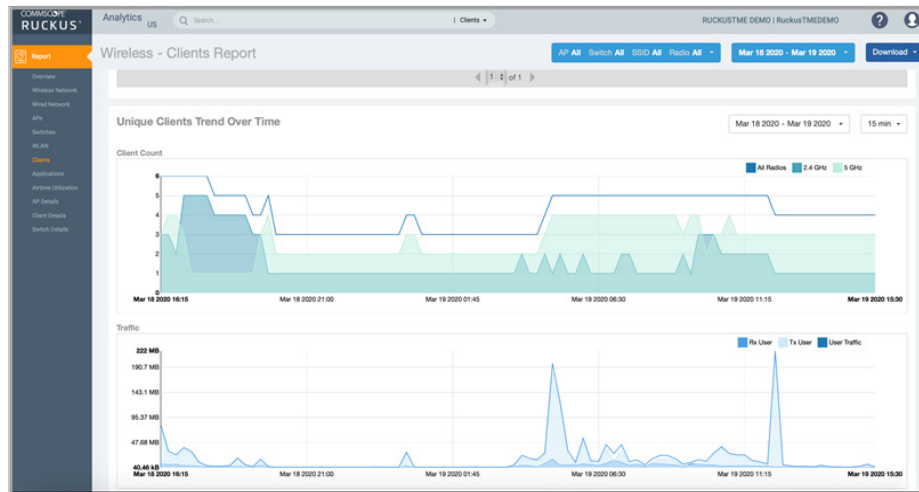 COMMSCOPE
RUCKUS
Analytics US
Search...
Clients
RUCKUSTME DEMO | RuckusTMEDEMO
Report
Wireless - Clients Report
AP All Switch All SSID All Radio All
Mar 18 2020 - Mar 19 2020
Download
Overview
Wireless Network
Wired Network
APs
Switches
WLAN
Clients
Applications
Airtime Utilization
AP Details
Client Details
Switch Details
1 of 1
Unique Clients Trend Over Time
Mar 18 2020 - Mar 19 2020
15 min
Client Count
All Radios 2.4 GHz 5 GHz
6
5
4
3
2
1
0
Mar 18 2020 16:15 Mar 18 2020 21:00 Mar 19 2020 01:45 Mar 19 2020 06:30 Mar 19 2020 11:15 Mar 19 2020 15:30
Traffic
Rx User Tx User User Traffic
222 MB
190.7 MB
143.1 MB
95.37 MB
47.68 MB
40.46 kB
Mar 18 2020 16:15 Mar 18 2020 21:00 Mar 19 2020 01:45 Mar 19 2020 06:30 Mar 19 2020 11:15 Mar 19 2020 15:30